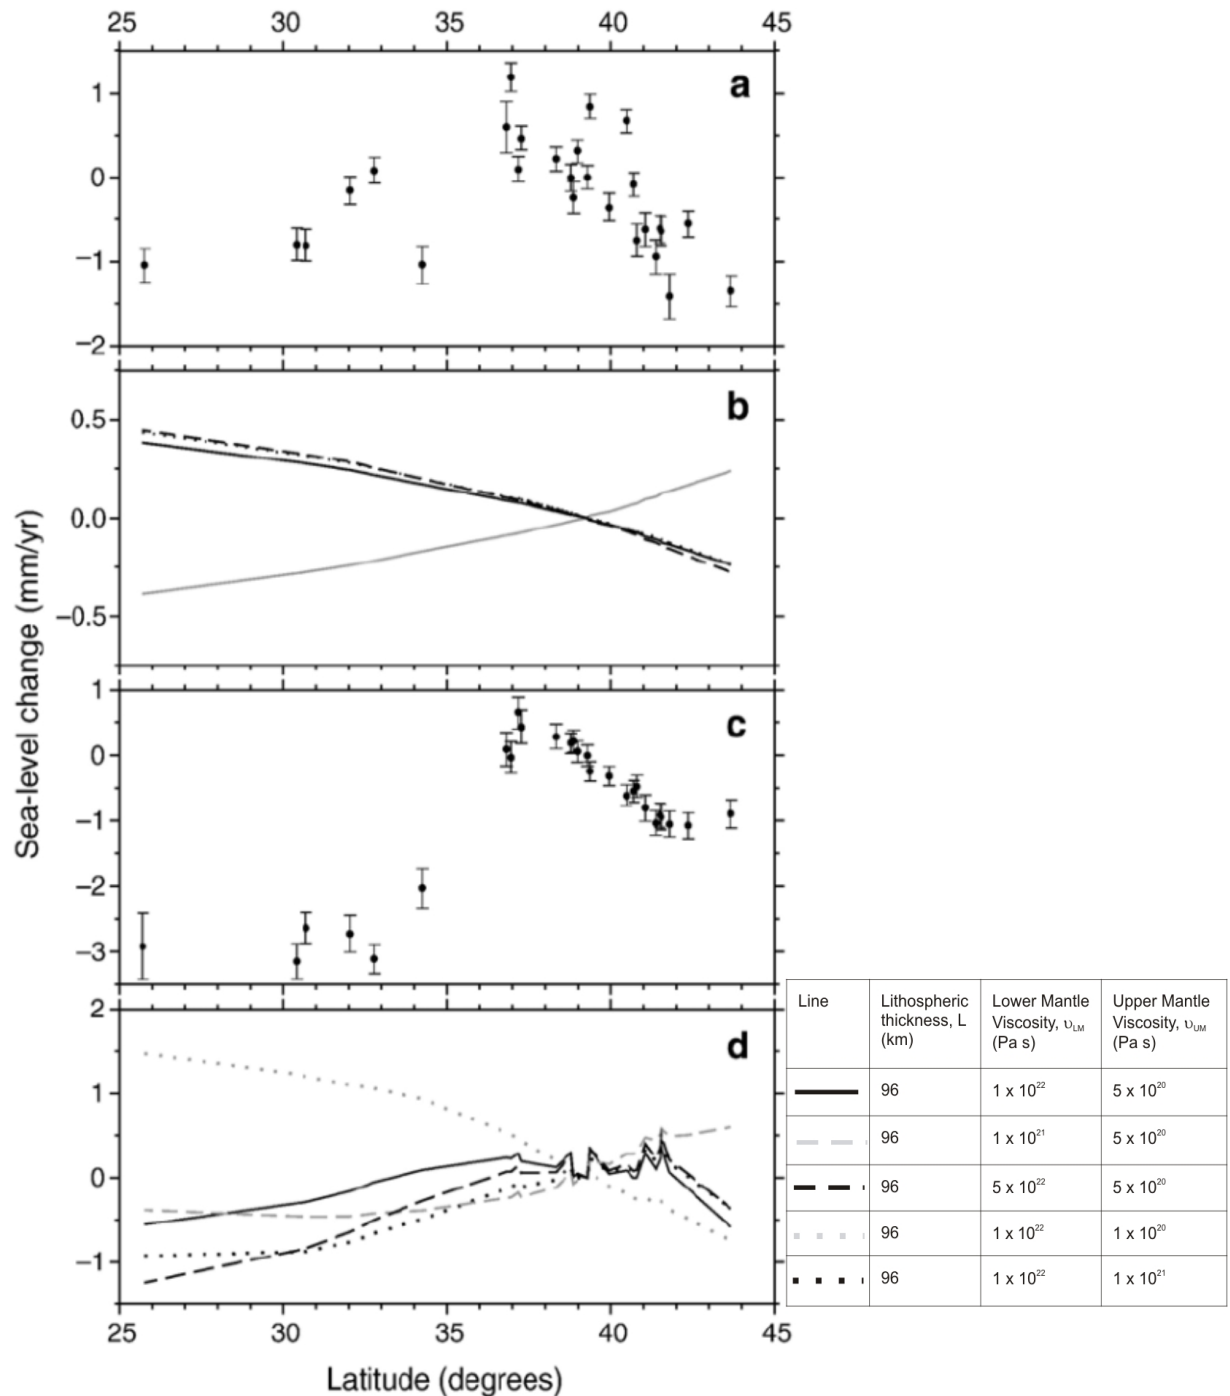 25 30 35 40 45
a
1
0
−1
−2
b
0.5
0.0
−0.5
c
1
0
−1
−2
−3
d
2
1
0
−1
25 30 35 40 45
Sea-level change (mm/yr)
Latitude (degrees)
Line
Lithospheric thickness, L (km)
Lower Mantle Viscosity, υLM (Pa s)
Upper Mantle Viscosity, υUM (Pa s)
96 1 x 10²² 5 x 10²⁰
96 1 x 10²¹ 5 x 10²⁰
96 5 x 10²² 5 x 10²⁰
96 1 x 10²² 1 x 10²⁰
96 1 x 10²² 1 x 10²¹